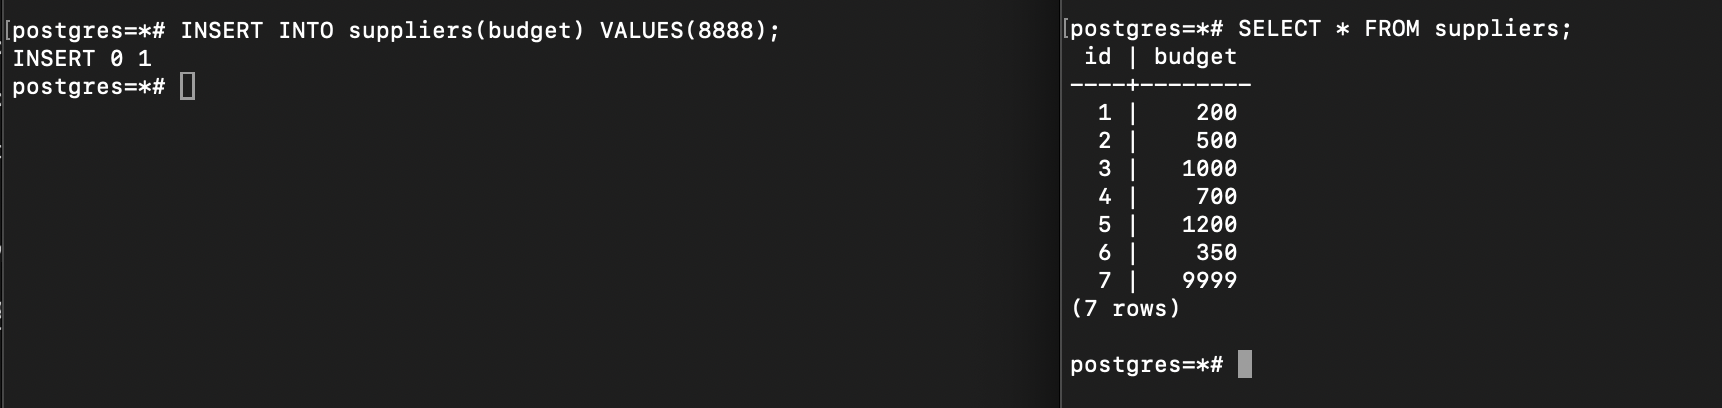 postgres=*# INSERT INTO suppliers(budget) VALUES(8888);
INSERT 0 1
postgres=*#
postgres=*# SELECT * FROM suppliers;
 id | budget
----+--------
  1 |    200
  2 |    500
  3 |   1000
  4 |    700
  5 |   1200
  6 |    350
  7 |   9999
(7 rows)
postgres=*#